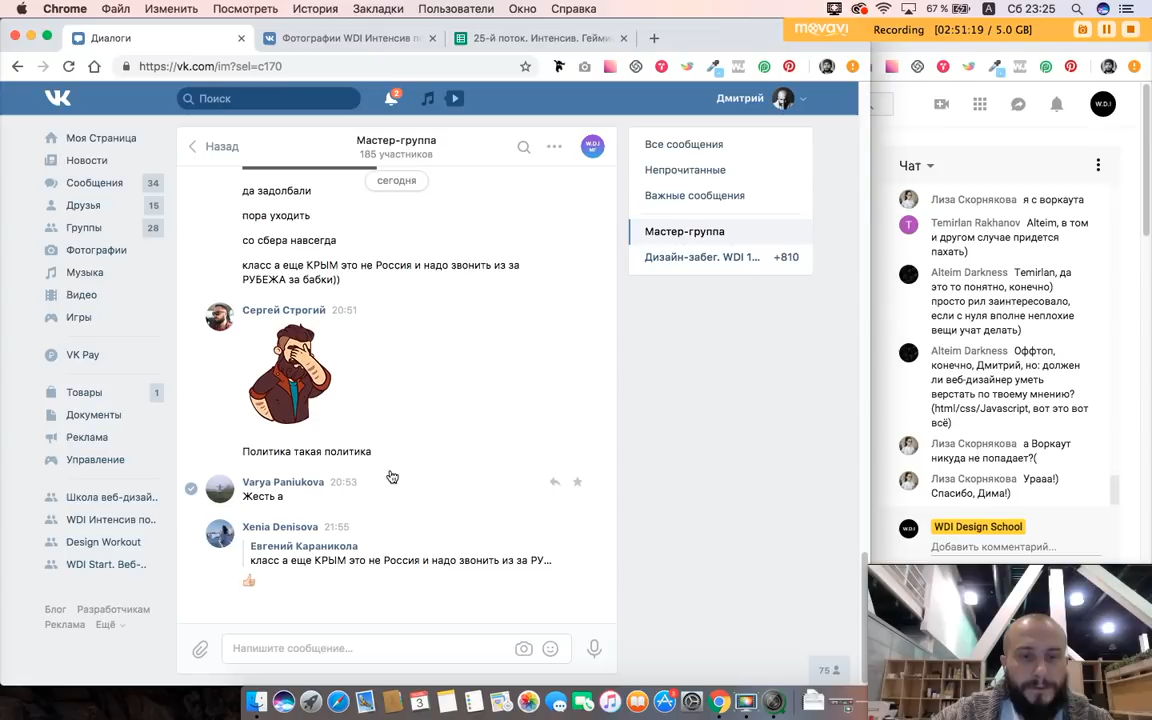 Chrome Файл Изменить Посмотреть История Закладки Пользователи Окно Справка
67 % A Сб 23:25
Диалоги
Фотографии WDI Интенсив п
25-й поток. Интенсив. Гейми
movavi
Recording [02:51:19 / 5.0 GB]
https://vk.com/im?sel=c170
Поиск
2
Дмитрий
W.D.I
Моя Страница
Новости
Сообщения 34
Друзья 15
Группы 28
Фотографии
Музыка
Видео
Игры
VK Pay
Товары 1
Документы
Реклама
Управление
Школа веб-дизай..
WDI Интенсив по..
Design Workout
WDI Start. Веб-..
Блог Разработчикам
Реклама Ещё
Назад
Мастер-группа
185 участников
W.D.I
МГ
сегодня
да задолбали
пора уходить
со сбера навсегда
класс а еще КРЫМ это не Россия и надо звонить из за
РУБЕЖА за бабки))
Сергей Строгий 20:51
Политика такая политика
Varya Paniukova 20:53
Жесть а
Xenia Denisova 21:55
Евгений Караникола
класс а еще КРЫМ это не Россия и надо звонить из за РУ...
Напишите сообщение...
Все сообщения
Непрочитанные
Важные сообщения
Мастер-группа
Дизайн-забег. WDI 1... +810
75
Чат
Лиза Скорнякова я с воркаута
T
Temirlan Rakhanov Alteim, в том
и другом случае придется
пахать)
Alteim Darkness Temirlan, да
это то понятно, конечно)
просто рил заинтересовало,
если с нуля вполне неплохие
вещи учат делать)
Alteim Darkness Оффтоп,
конечно, Дмитрий, но: должен
ли веб-дизайнер уметь
верстать по твоему мнению?
(html/css/Javascript, вот это вот
всё)
Лиза Скорнякова а Воркаут
никуда не попадает?(
Лиза Скорнякова Урааа!)
Спасибо, Дима!)
W.D.I
WDI Design School
Добавить комментарий...
3